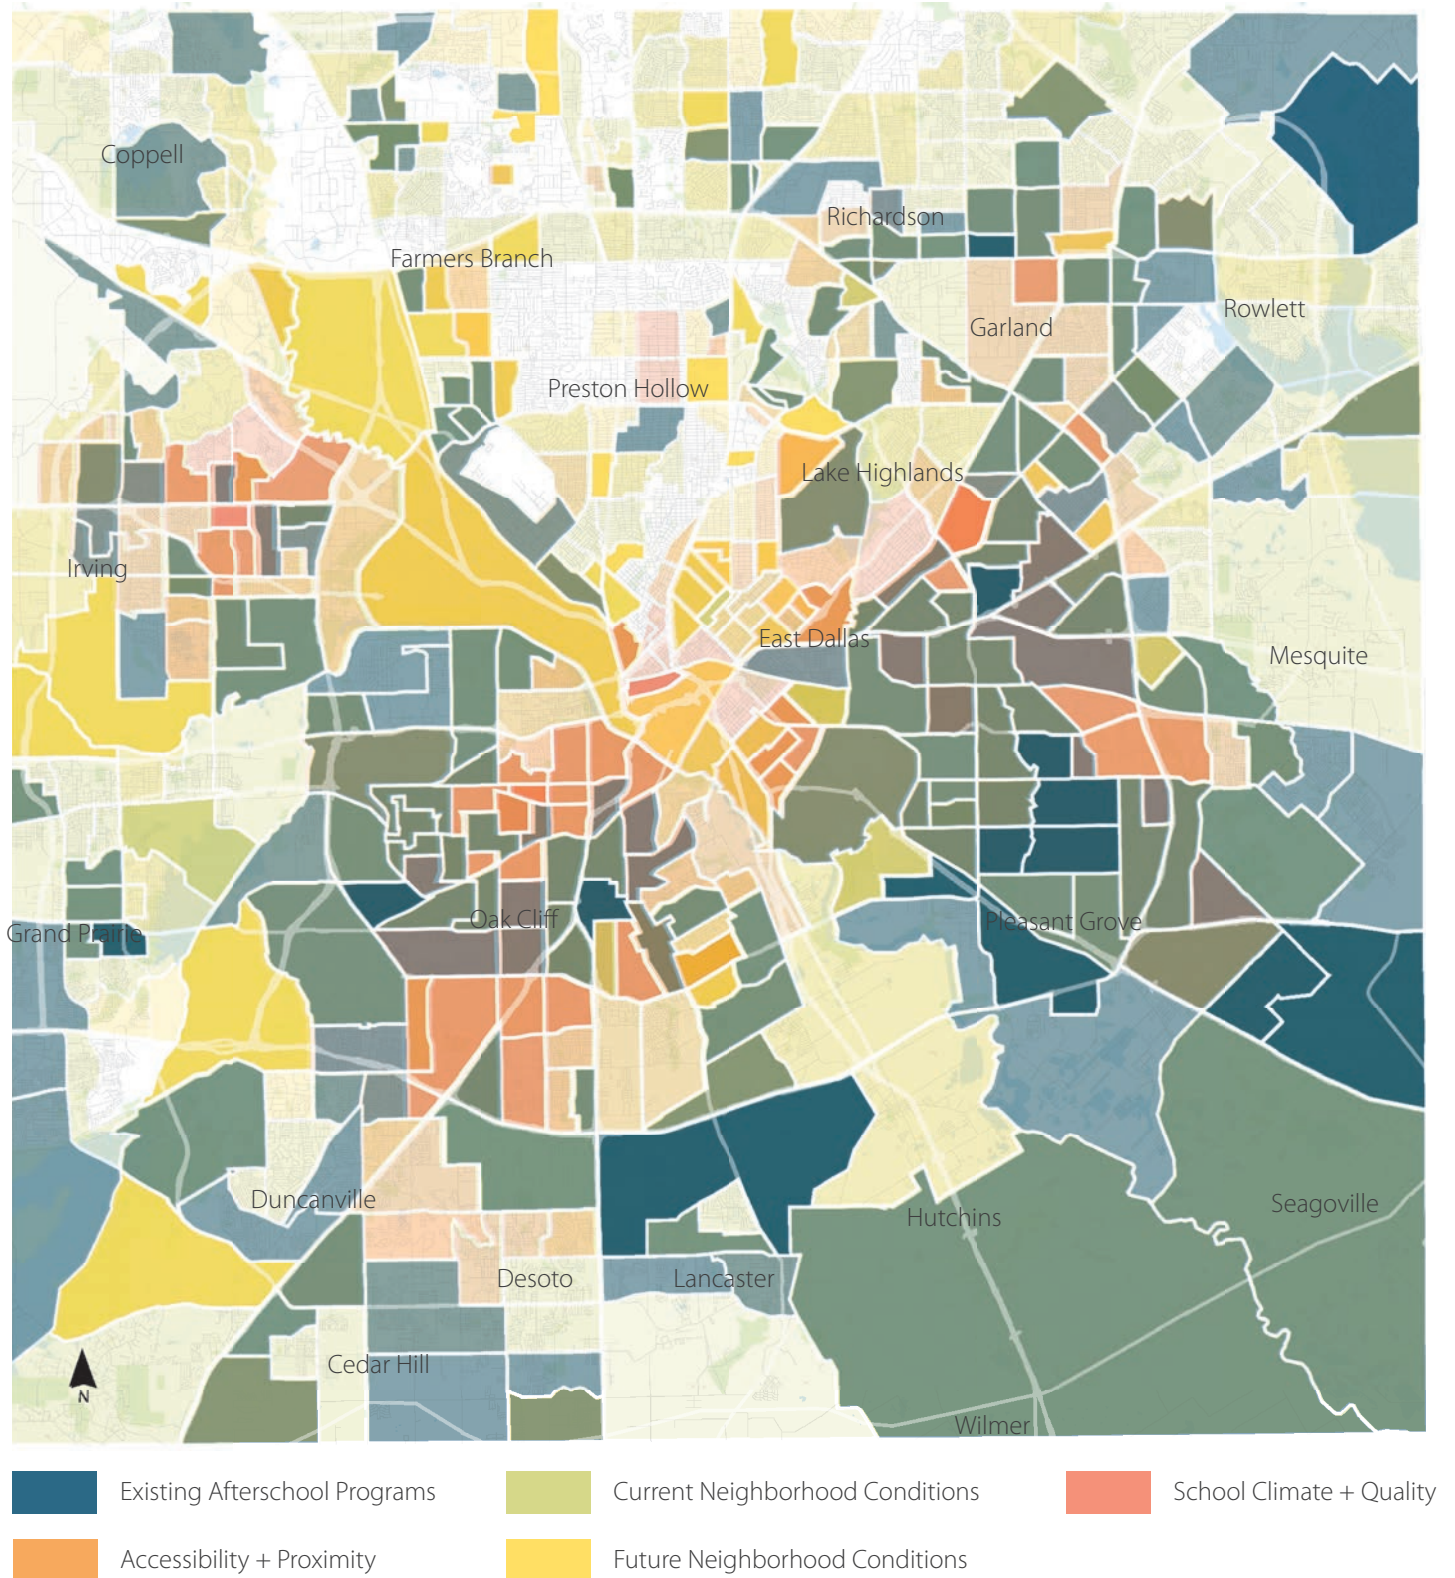 Coppell
Richardson
Farmers Branch
Rowlett
Garland
Preston Hollow
Lake Highlands
Irving
East Dallas
Mesquite
Oak Cliff
Pleasant Grove
Grand Prairie
Duncanville
Seagoville
Hutchins
Desoto
Lancaster
Cedar Hill
N
Wilmer
Existing Afterschool Programs
Current Neighborhood Conditions
School Climate + Quality
Accessibility + Proximity
Future Neighborhood Conditions